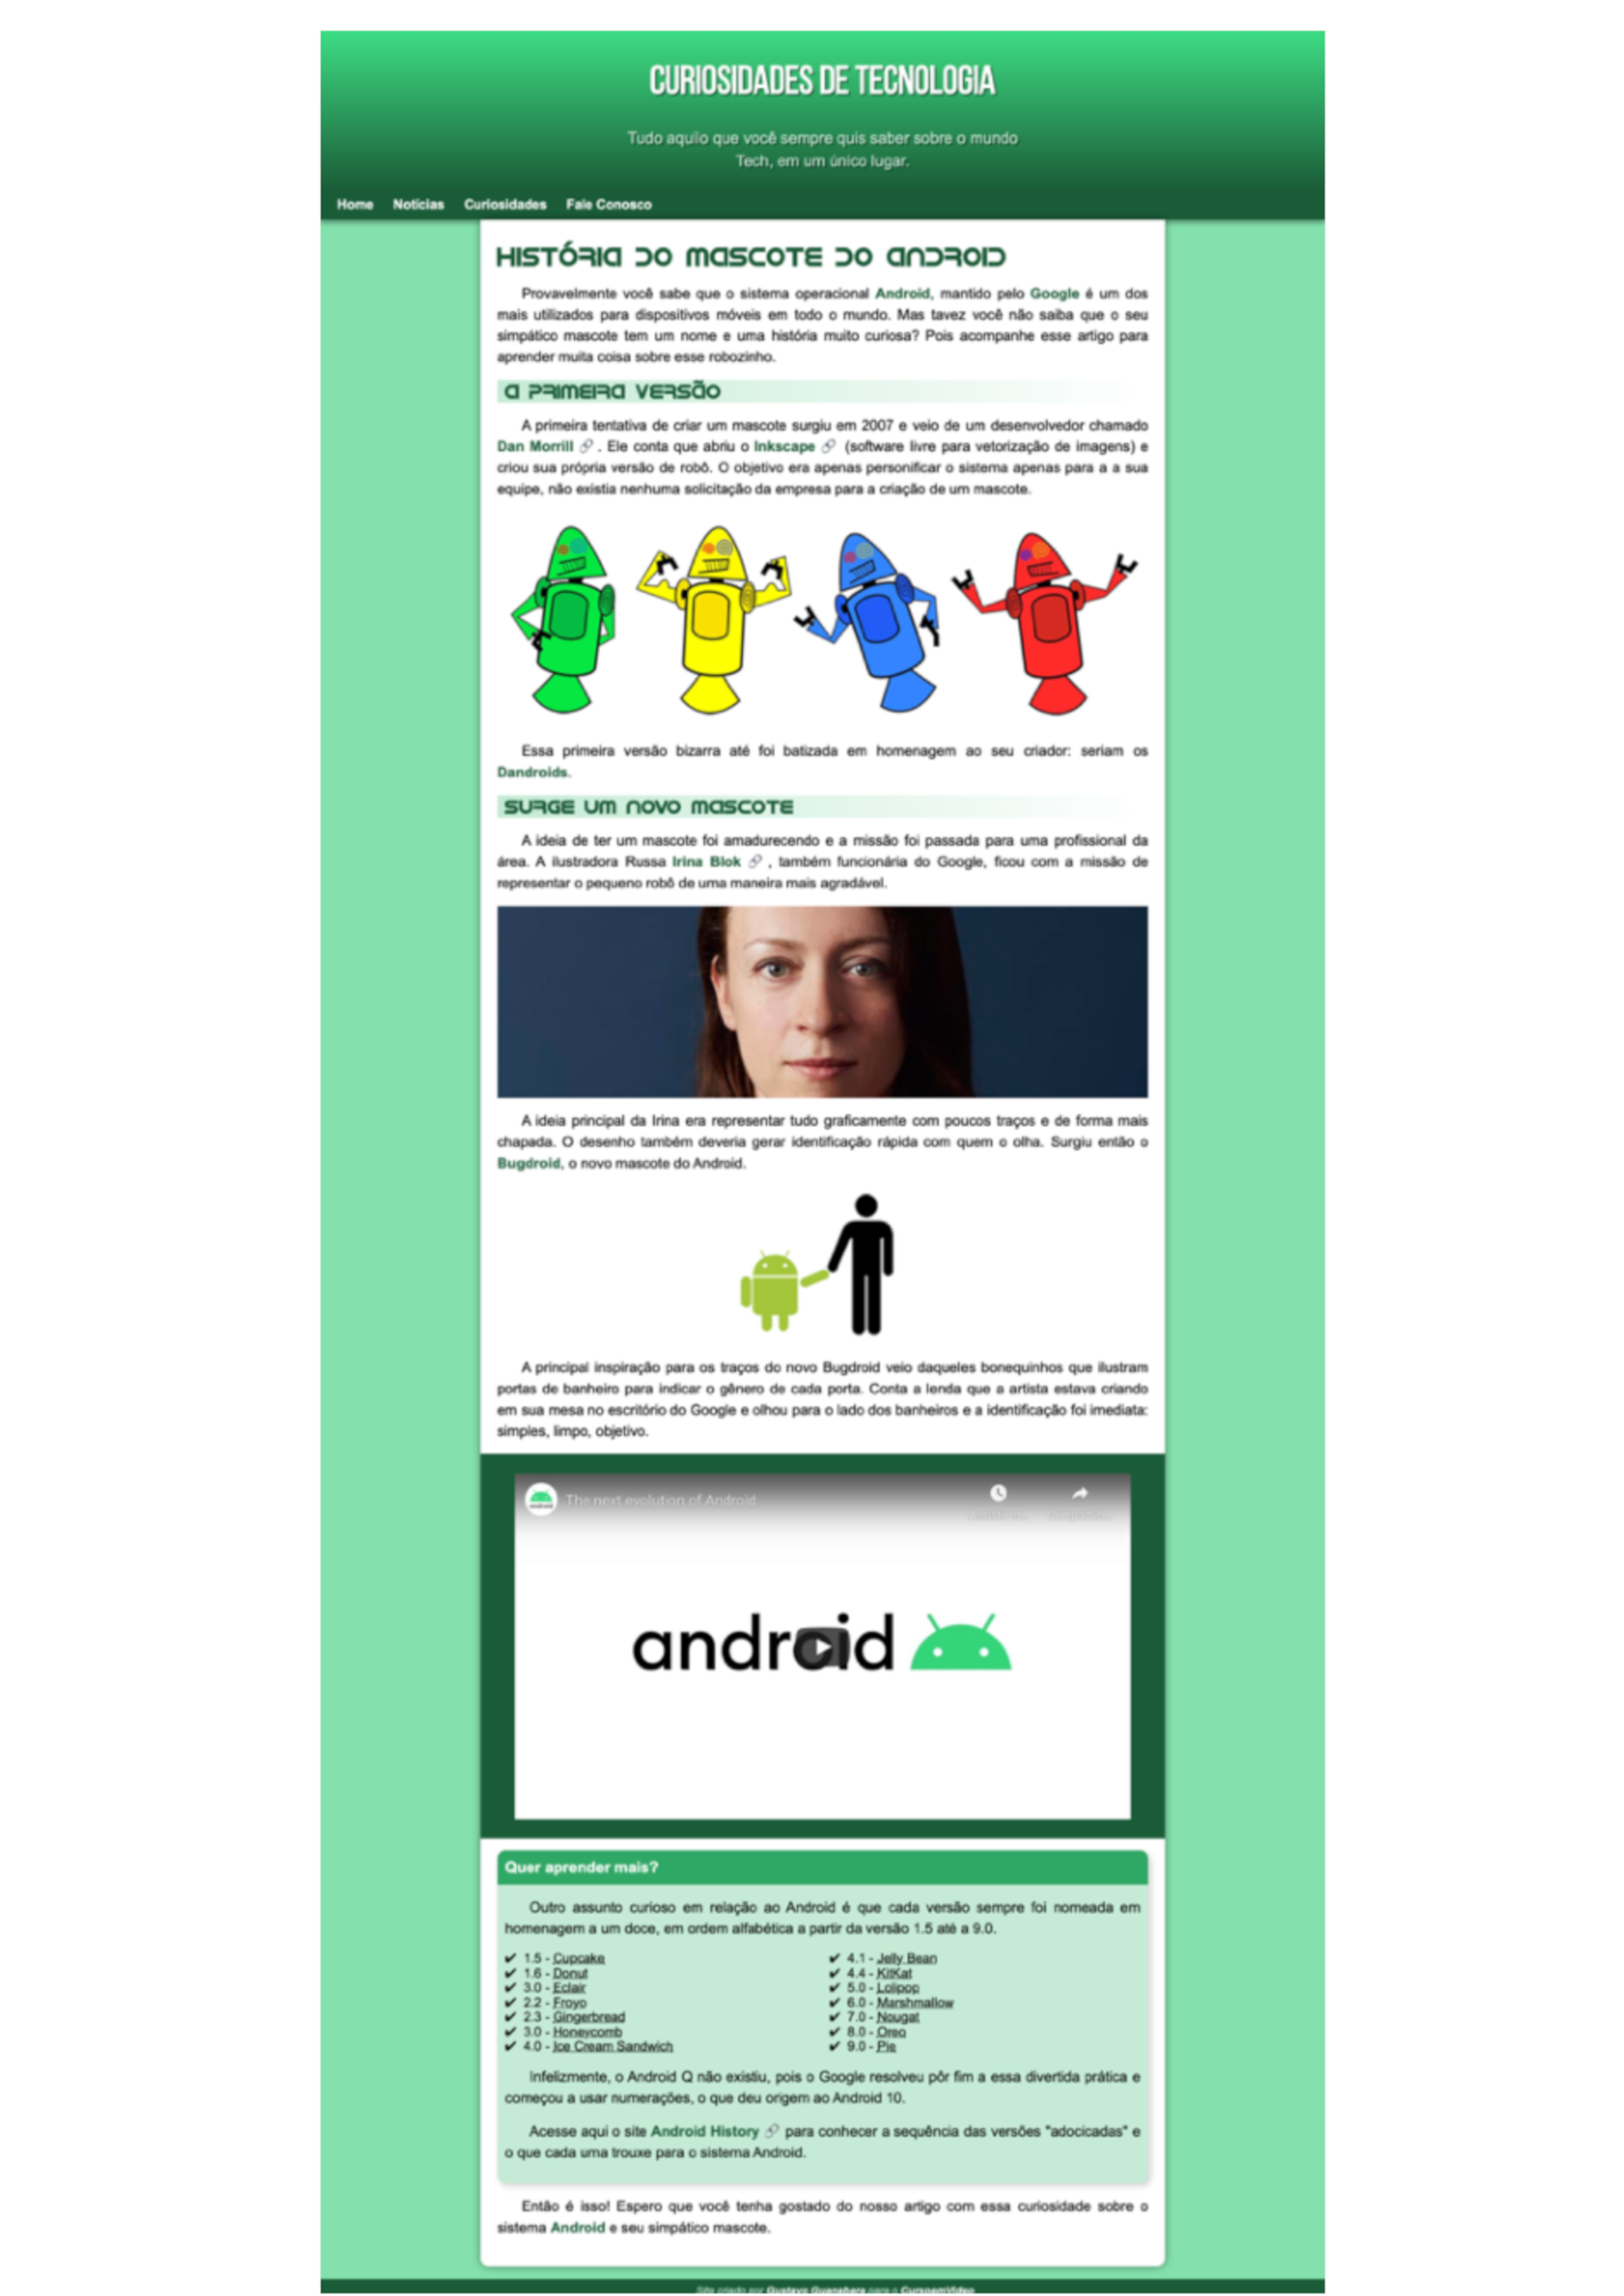 CURIOSIDADES DE TECNOLOGIA
Tudo aquilo que você sempre quis saber sobre o mundo
Tech, em um único lugar.
Home Notícias Curiosidades Fale Conosco
HISTÓRIA DO MASCOTE DO ANDROID
Provavelmente você sabe que o sistema operacional Android, mantido pelo Google é um dos
mais utilizados para dispositivos móveis em todo o mundo. Mas tavez você não saiba que o seu
simpático mascote tem um nome e uma história muito curiosa? Pois acompanhe esse artigo para
aprender muita coisa sobre esse robozinho.
A PRIMEIRA VERSÃO
A primeira tentativa de criar um mascote surgiu em 2007 e veio de um desenvolvedor chamado
Dan Morrill 🔗 . Ele conta que abriu o Inkscape 🔗 (software livre para vetorização de imagens) e
criou sua própria versão de robô. O objetivo era apenas personificar o sistema apenas para a a sua
equipe, não existia nenhuma solicitação da empresa para a criação de um mascote.
Essa primeira versão bizarra até foi batizada em homenagem ao seu criador: seriam os
Dandroids.
SURGE UM NOVO MASCOTE
A ideia de ter um mascote foi amadurecendo e a missão foi passada para uma profissional da
área. A ilustradora Russa Irina Blok 🔗 , também funcionária do Google, ficou com a missão de
representar o pequeno robô de uma maneira mais agradável.
A ideia principal da Irina era representar tudo graficamente com poucos traços e de forma mais
chapada. O desenho também deveria gerar identificação rápida com quem o olha. Surgiu então o
Bugdroid, o novo mascote do Android.
A principal inspiração para os traços do novo Bugdroid veio daqueles bonequinhos que ilustram
portas de banheiro para indicar o gênero de cada porta. Conta a lenda que a artista estava criando
em sua mesa no escritório do Google e olhou para o lado dos banheiros e a identificação foi imediata:
simples, limpo, objetivo.
The next evolution of Android
android
Quer aprender mais?
Outro assunto curioso em relação ao Android é que cada versão sempre foi nomeada em
homenagem a um doce, em ordem alfabética a partir da versão 1.5 até a 9.0.
✔ 1.5 - Cupcake
✔ 1.6 - Donut
✔ 3.0 - Eclair
✔ 2.2 - Froyo
✔ 2.3 - Gingerbread
✔ 3.0 - Honeycomb
✔ 4.0 - Ice Cream Sandwich
✔ 4.1 - Jelly Bean
✔ 4.4 - KitKat
✔ 5.0 - Lolipop
✔ 6.0 - Marshmallow
✔ 7.0 - Nougat
✔ 8.0 - Oreo
✔ 9.0 - Pie
Infelizmente, o Android Q não existiu, pois o Google resolveu pôr fim a essa divertida prática e
começou a usar numerações, o que deu origem ao Android 10.
Acesse aqui o site Android History 🔗 para conhecer a sequência das versões "adocicadas" e
o que cada uma trouxe para o sistema Android.
Então é isso! Espero que você tenha gostado do nosso artigo com essa curiosidade sobre o
sistema Android e seu simpático mascote.
Site criado por Gustavo Guanabara para o CursoemVídeo